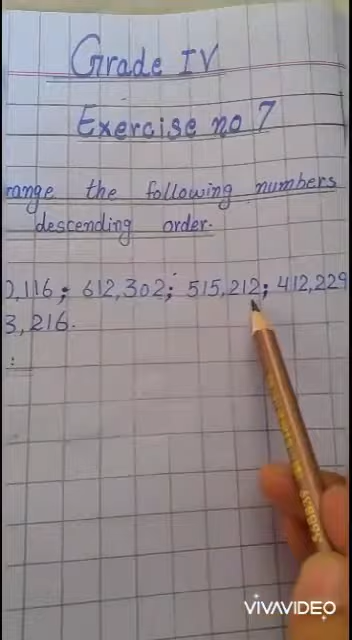 Grade IV
Exercise no 7
range the following numbers
descending order.
0,116; 612,302; 515,212; 412,229
3,216.
:
VIVAVIDEO